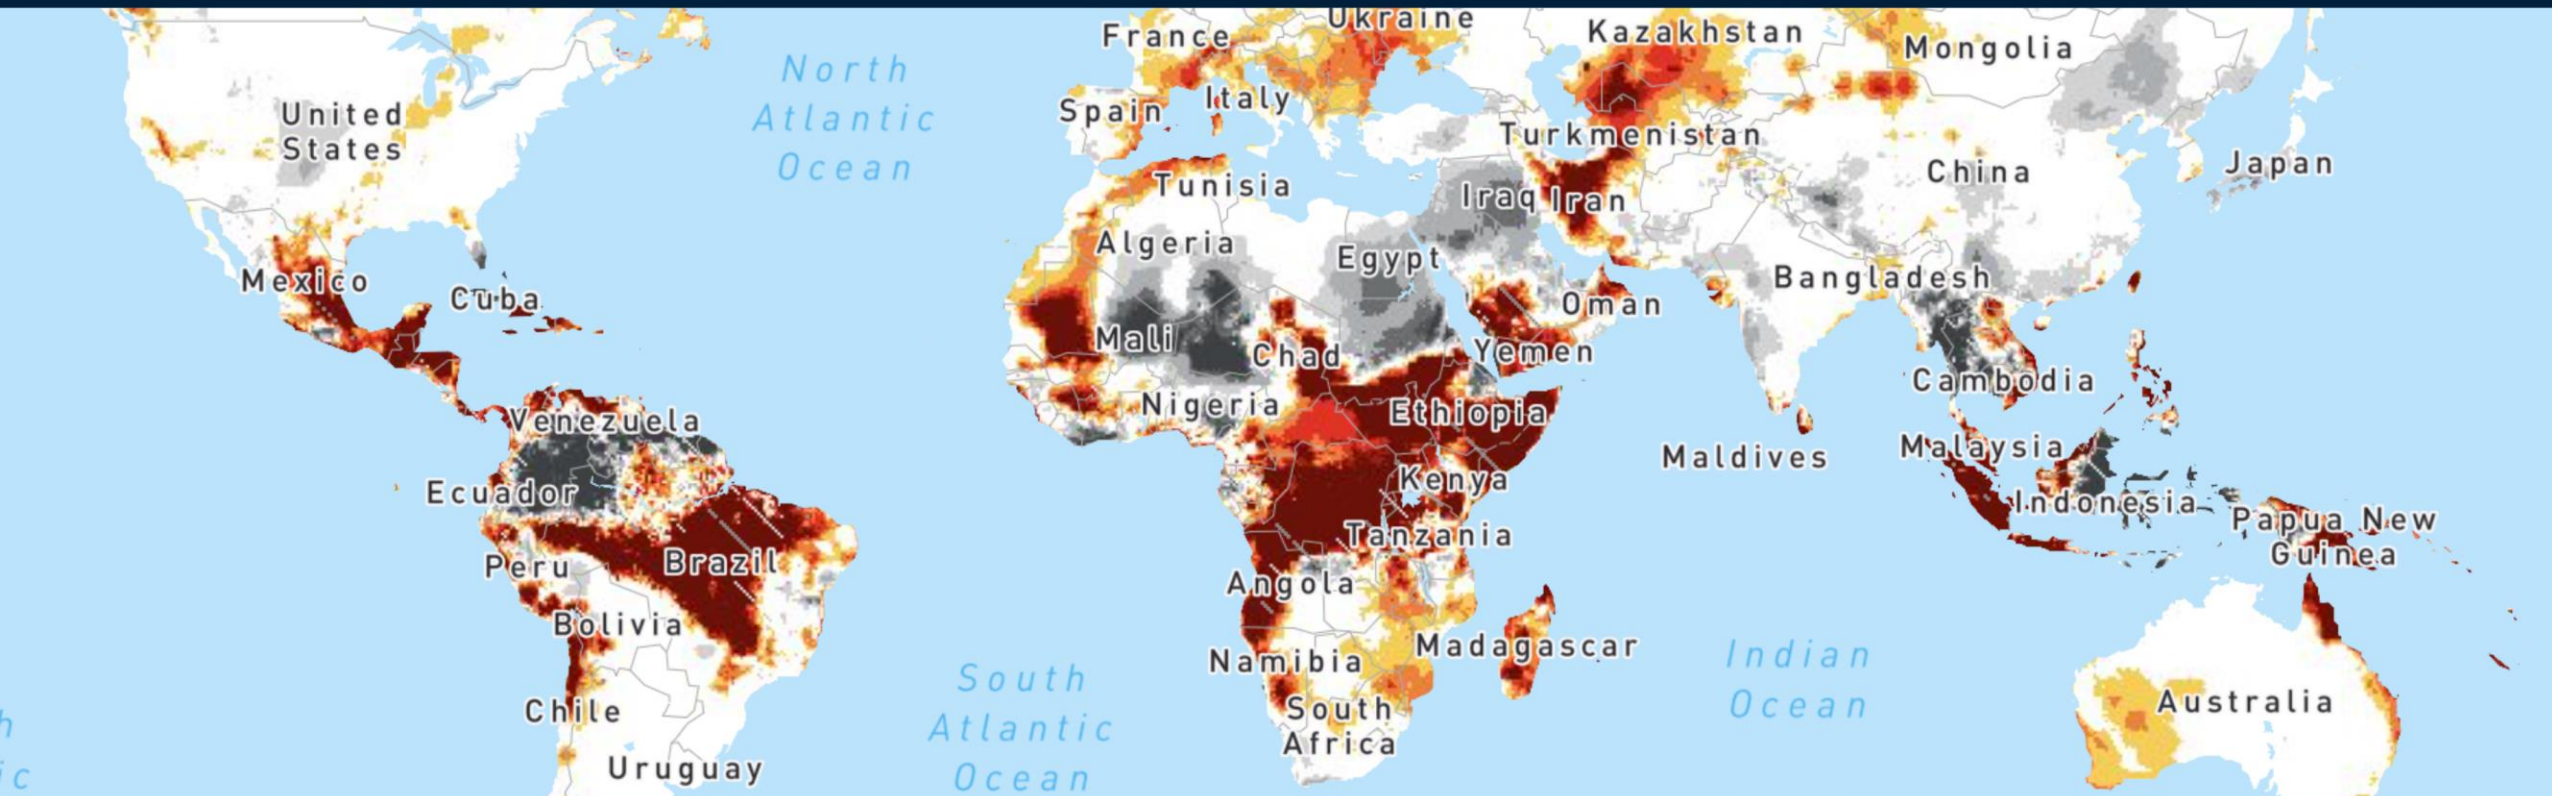 Ukraine
France
Kazakhstan
Mongolia
North
Atlantic
Ocean
United
States
Spain
Italy
Turkmenistan
Japan
China
Tunisia
Iraq
Iran
Algeria
Egypt
Mexico
Cuba
Bangladesh
Oman
Mali
Chad
Yemen
Cambodia
Venezuela
Nigeria
Ethiopia
Maldives
Malaysia
Ecuador
Kenya
Indonesia
Papua New
Guinea
Tanzania
Peru
Brazil
Angola
Bolivia
Madagascar
Namibia
Indian
Ocean
South
Atlantic
Ocean
Chile
South
Africa
Australia
Uruguay
h
ic